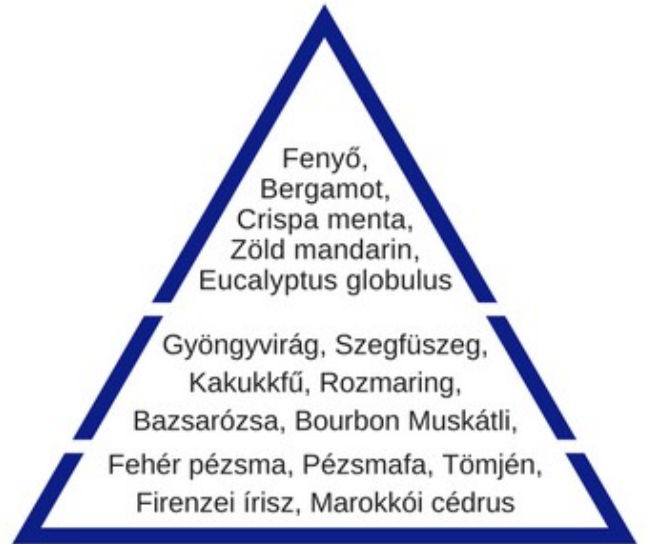 Fenyő,
Bergamot,
Crispa menta,
Zöld mandarin,
Eucalyptus globulus
Gyöngyvirág, Szegfüszeg,
Kakukkfű, Rozmaring,
Bazsarózsa, Bourbon Muskátli,
Fehér pézsma, Pézsmafa, Tömjén,
Firenzei írisz, Marokkói cédrus